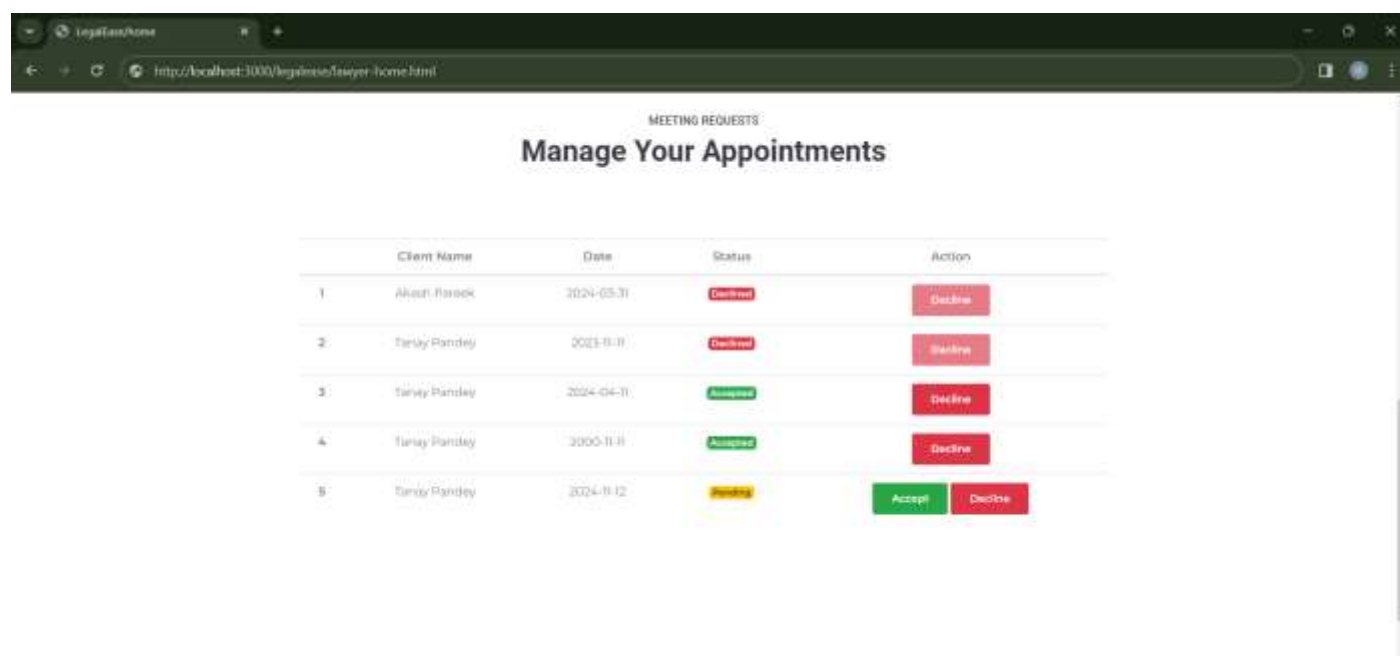 LegalEase/home
http://localhost:3000/legalease/lawyer-home.html
MEETING REQUESTS
Manage Your Appointments
Client Name Date Status Action
1 Akash Pareek 2024-03-31 Declined Decline
2 Tanay Pandey 2023-11-11 Declined Decline
3 Tanay Pandey 2024-04-11 Accepted Decline
4 Tanay Pandey 2000-11-11 Accepted Decline
5 Tanay Pandey 2024-11-12 Pending Accept Decline